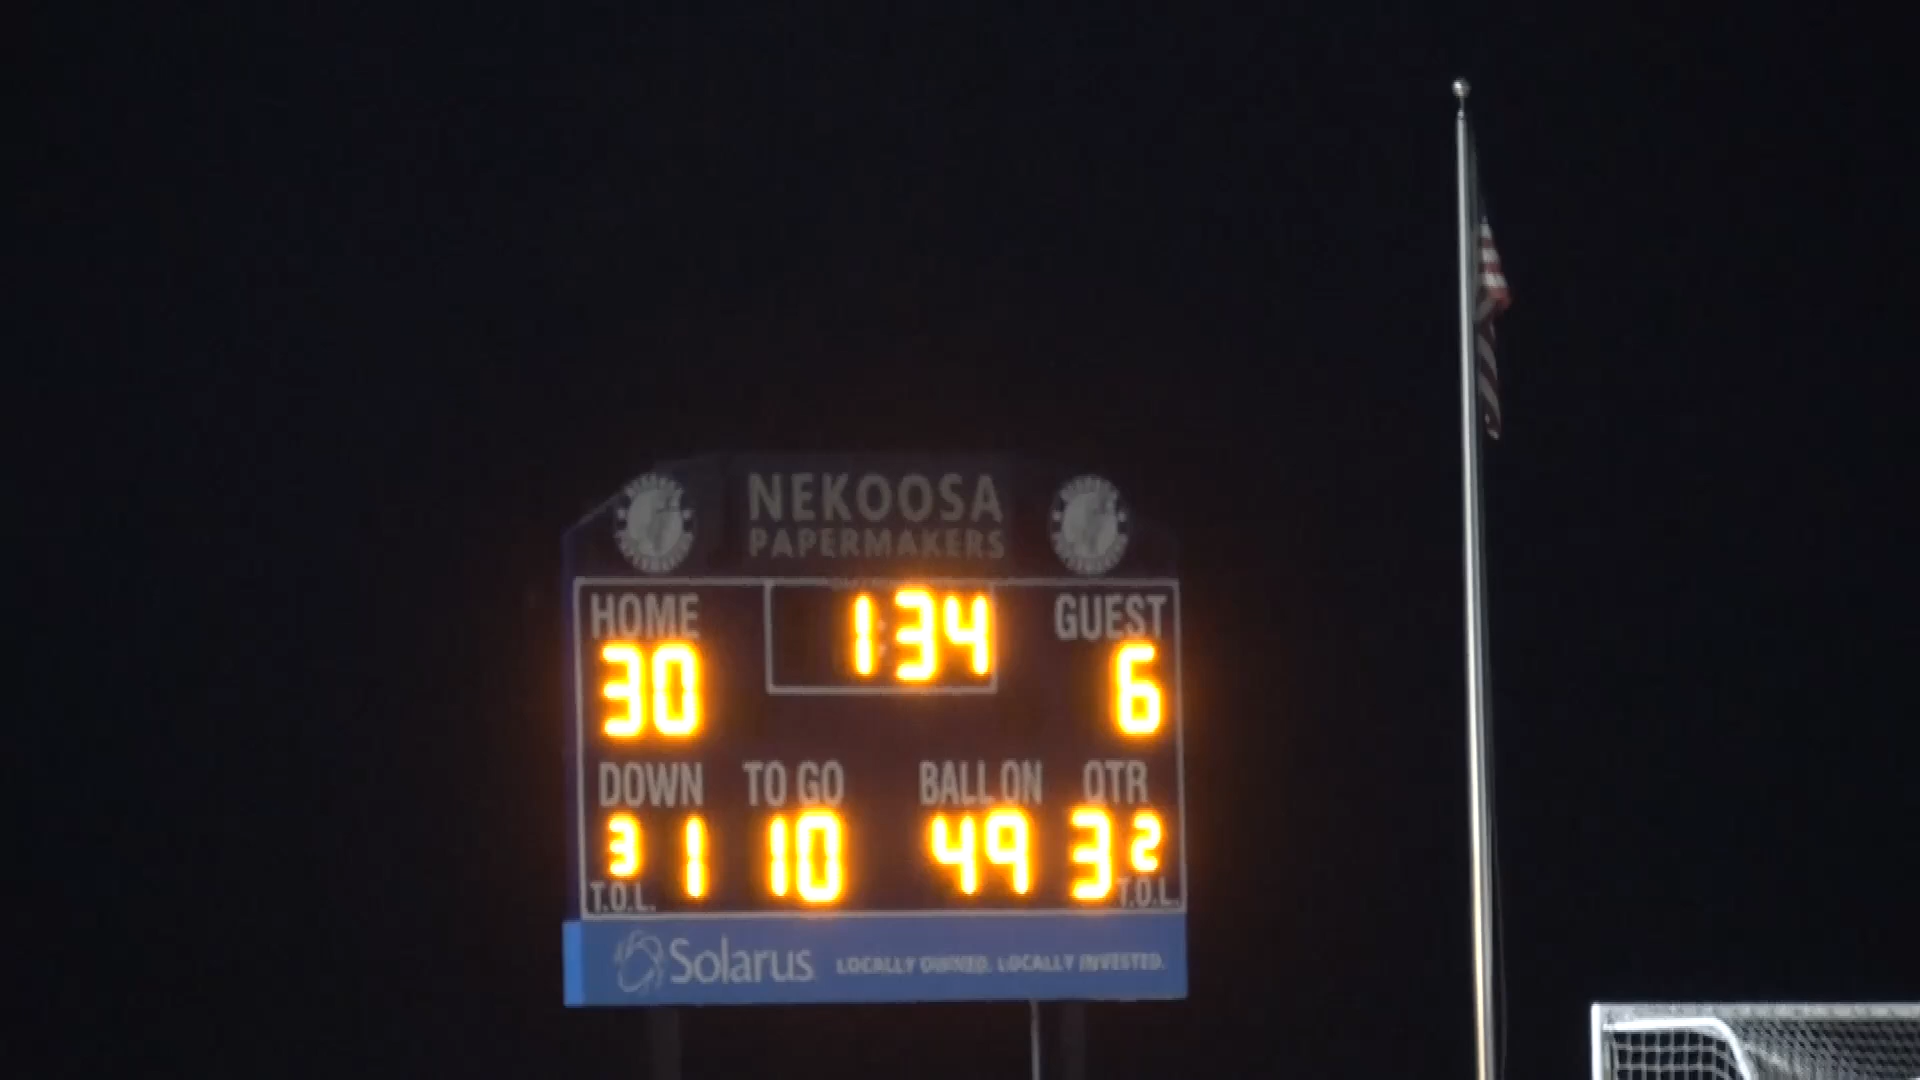 NEKOOSA
PAPERMAKERS
HOME 1:34 GUEST
30 6
DOWN TO GO BALL ON QTR
3 1 10 49 3 2
T.O.L. T.O.L.
Solarus LOCALLY OWNED. LOCALLY INVESTED.